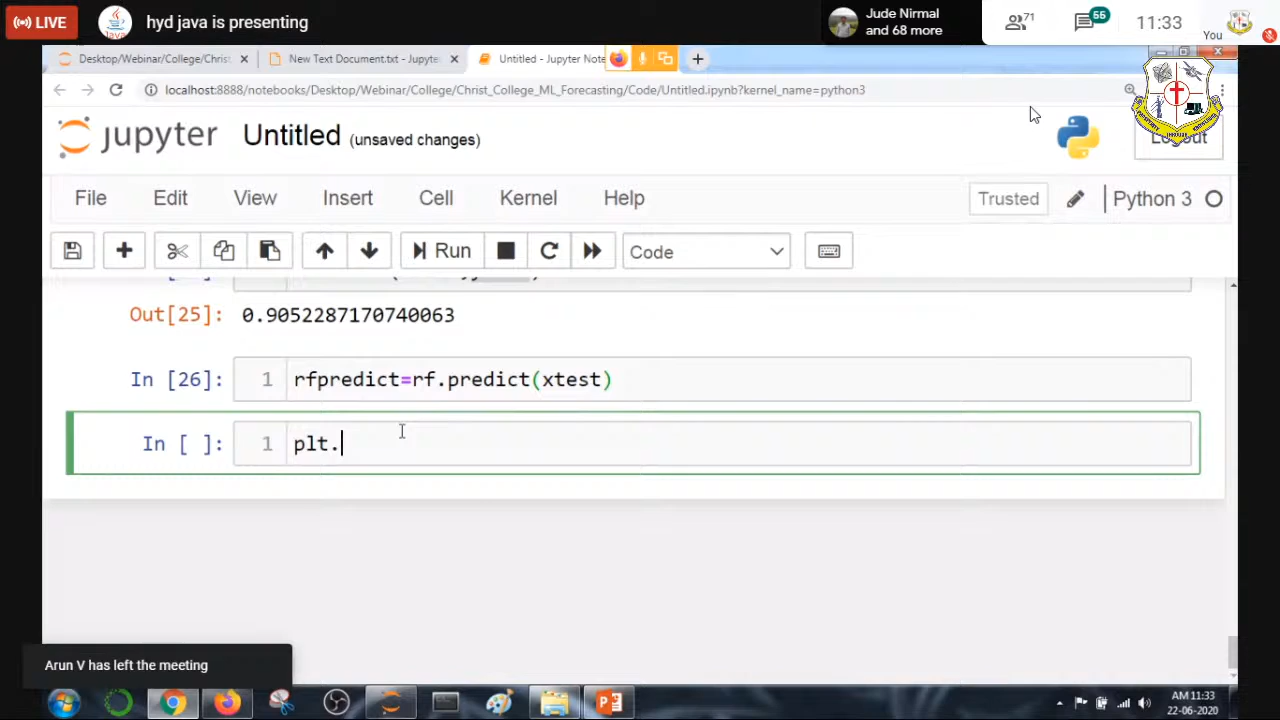 LIVE
hyd java is presenting
Jude Nirmal
and 68 more
71
55
11:33
You
Desktop/Webinar/College/Christ
New Text Document.txt - Jupyte
Untitled - Jupyter Note
localhost:8888/notebooks/Desktop/Webinar/College/Christ_College_ML_Forecasting/Code/Untitled.ipynb?kernel_name=python3
jupyter Untitled (unsaved changes)
Logout
File Edit View Insert Cell Kernel Help
Trusted
Python 3
Run
Code
Out[25]: 0.9052287170740063
In [26]: 1 rfpredict=rf.predict(xtest)
In [ ]: 1 plt.
Arun V has left the meeting
AM 11:33
22-06-2020